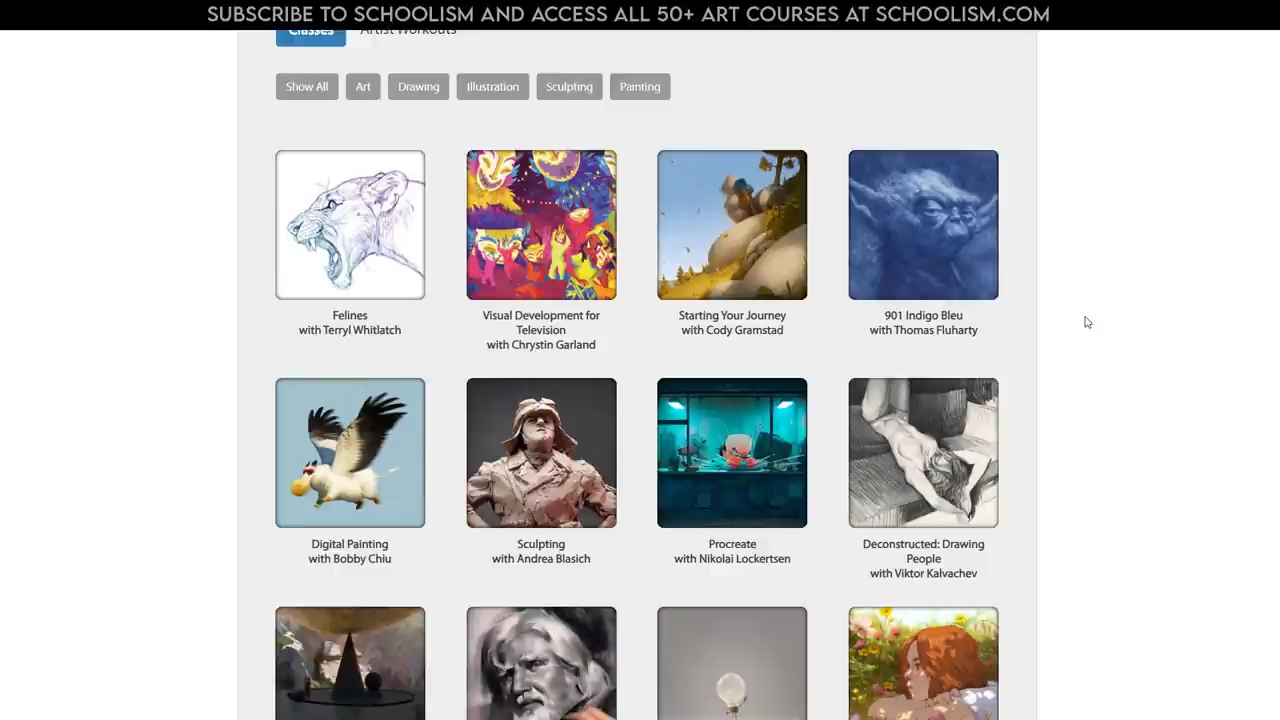 SUBSCRIBE TO SCHOOLISM AND ACCESS ALL 50+ ART COURSES AT SCHOOLISM.COM
Classes Artist Workouts
Show All Art Drawing Illustration Sculpting Painting
Felines
with Terryl Whitlatch
Visual Development for
Television
with Chrystin Garland
Starting Your Journey
with Cody Gramstad
901 Indigo Bleu
with Thomas Fluharty
Digital Painting
with Bobby Chiu
Sculpting
with Andrea Blasich
Procreate
with Nikolai Lockertsen
Deconstructed: Drawing
People
with Viktor Kalvachev